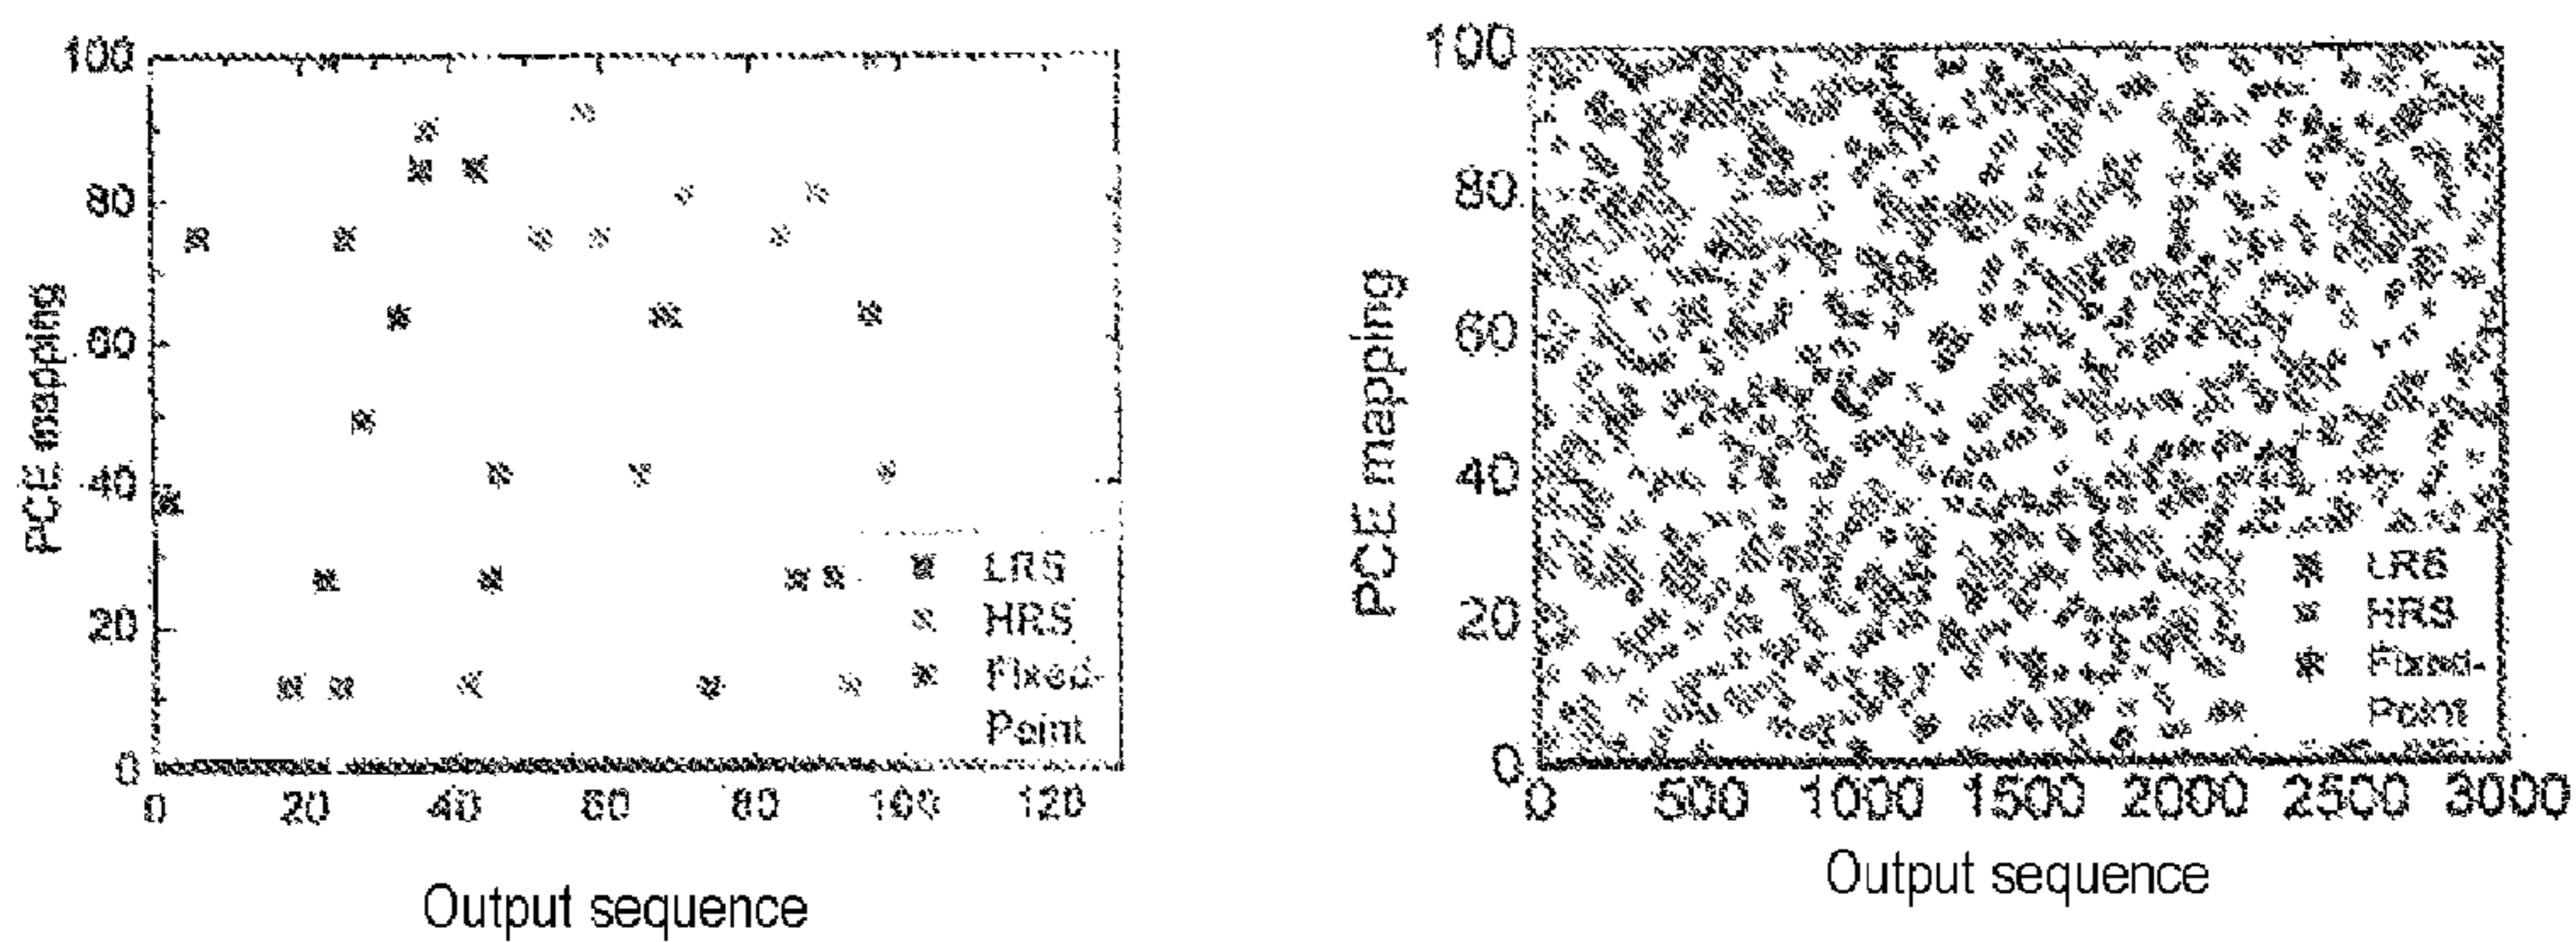 100
80
60
40
20
0
PCE mapping
0 20 40 60 80 100 120
Output sequence
LRS
HRS
Fixed-
Point
100
80
60
40
20
0
PCE mapping
0 500 1000 1500 2000 2500 3000
Output sequence
LRS
HRS
Fixed-
Point